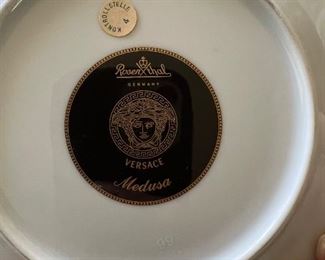 KONTROLLSTELLE
4
Rosenthal
GERMANY
VERSACE
Medusa